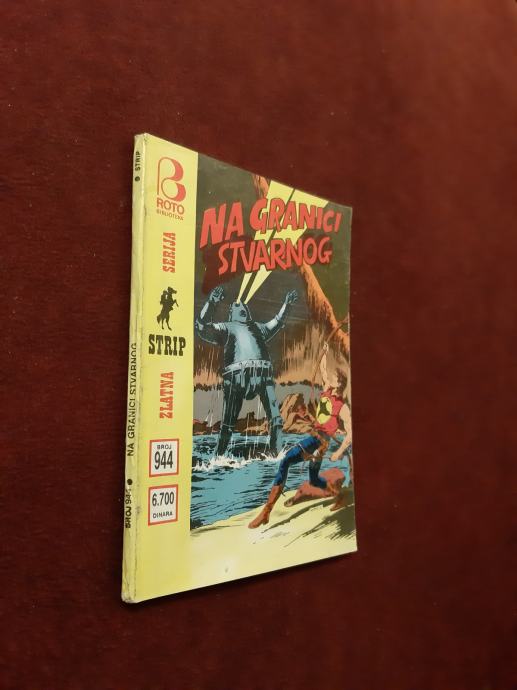 ROTO
BIBLIOTEKA
ZLATNA STRIP SERIJA
BROJ
944
6.700
DINARA
NA GRANICI
STVARNOG
BROJ 944 ● NA GRANICI STVARNOG ● STRIP